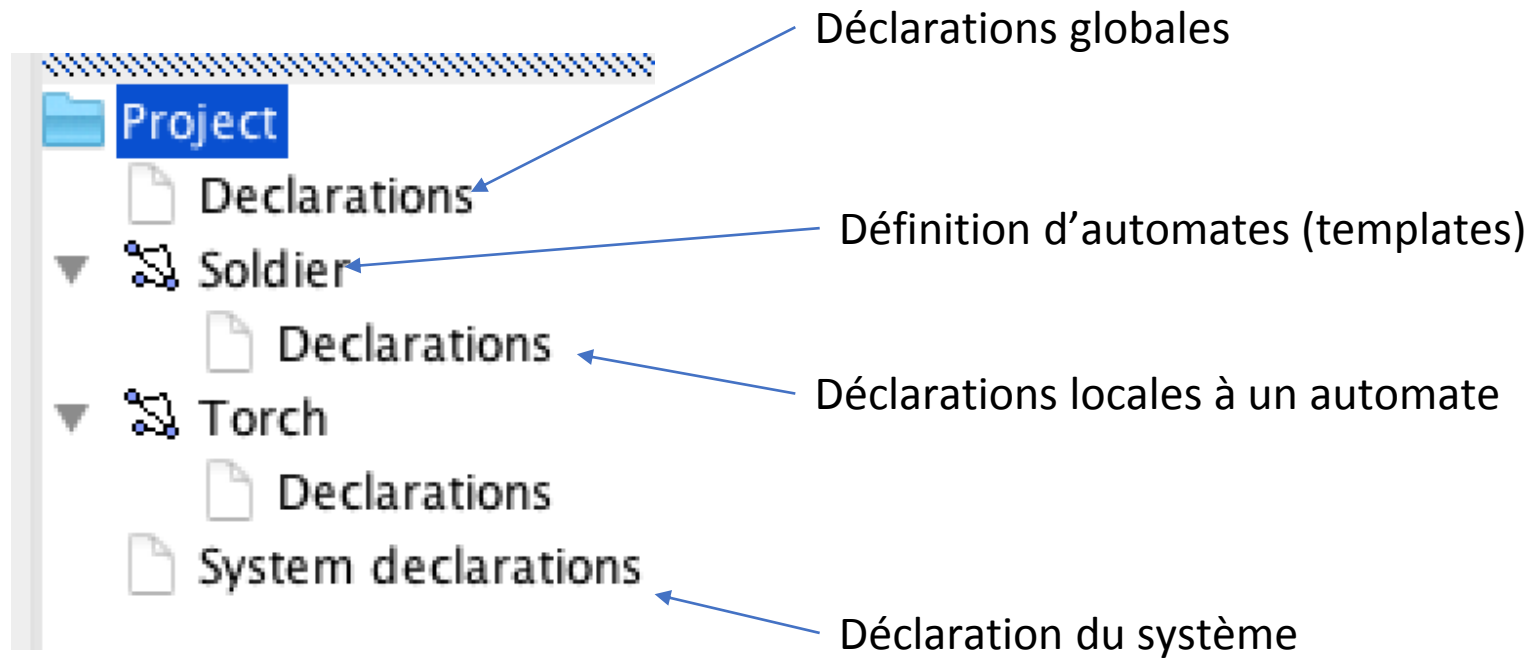 Déclarations globales
Project
Declarations
Définition d’automates (templates)
Soldier
Declarations
Déclarations locales à un automate
Torch
Declarations
System declarations
Déclaration du système